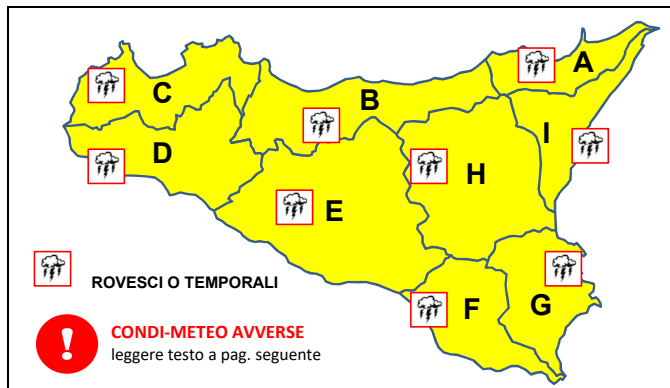 A
B
C
I
D
H
E
F
G
ROVESCI O TEMPORALI
CONDI-METEO AVVERSE
leggere testo a pag. seguente